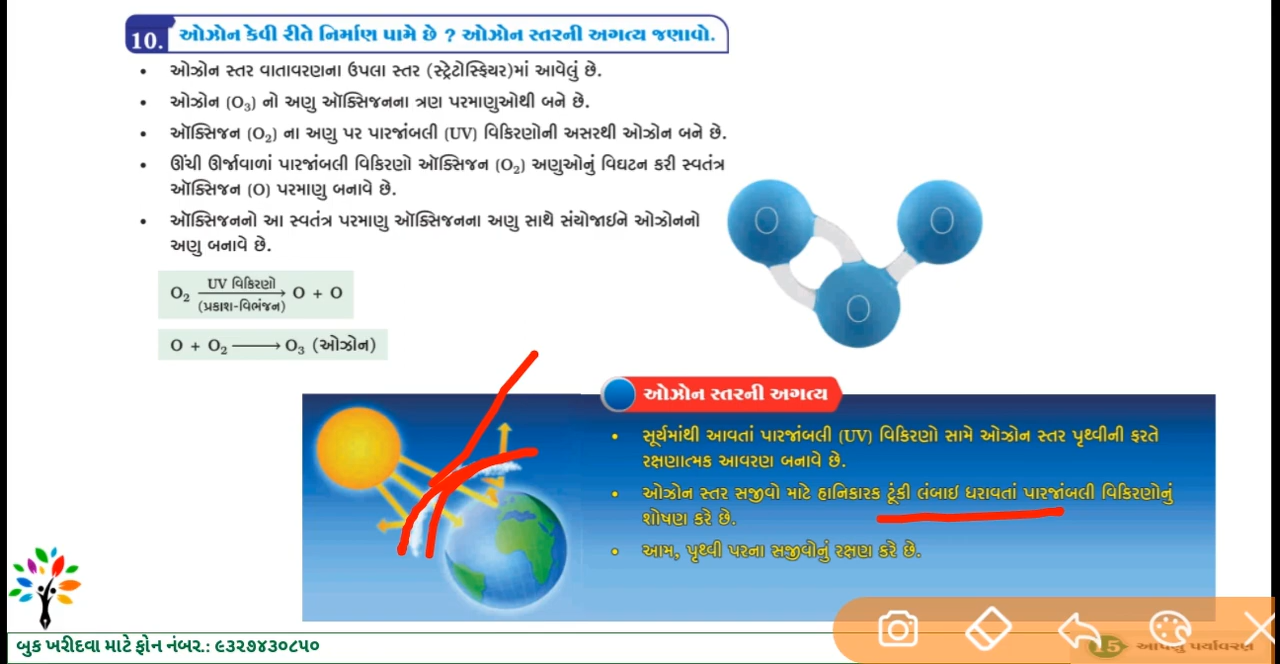 10. ઓઝોન કેવી રીતે નિર્માણ પામે છે ? ઓઝોન સ્તરની અગત્ય જણાવો.
• ઓઝોન સ્તર વાતાવરણના ઉપલા સ્તર (સ્ટ્રેટોસ્ફિયર)માં આવેલું છે.
• ઓઝોન (O₃) નો અણુ ઑક્સિજનના ત્રણ પરમાણુઓથી બને છે.
• ઑક્સિજન (O₂) ના અણુ પર પારજાંબલી (UV) વિકિરણોની અસરથી ઓઝોન બને છે.
• ઊંચી ઊર્જાવાળાં પારજાંબલી વિકિરણો ઑક્સિજન (O₂) અણુઓનું વિઘટન કરી સ્વતંત્ર
ઑક્સિજન (O) પરમાણુ બનાવે છે.
• ઑક્સિજનનો આ સ્વતંત્ર પરમાણુ ઑક્સિજનના અણુ સાથે સંયોજાઈને ઓઝોનનો
અણુ બનાવે છે.
O O
O
UV વિકિરણો
O₂ ⟶ O + O
(પ્રકાશ-વિભંજન)
O + O₂ ⟶ O₃ (ઓઝોન)
ઓઝોન સ્તરની અગત્ય
• સૂર્યમાંથી આવતાં પારજાંબલી (UV) વિકિરણો સામે ઓઝોન સ્તર પૃથ્વીની ફરતે
રક્ષણાત્મક આવરણ બનાવે છે.
• ઓઝોન સ્તર સજીવો માટે હાનિકારક ટૂંકી લંબાઈ ધરાવતાં પારજાંબલી વિકિરણોનું
શોષણ કરે છે.
• આમ, પૃથ્વી પરના સજીવોનું રક્ષણ કરે છે.
બુક ખરીદવા માટે ફોન નંબર.: ૯૩૨૭૪૩૦૮૫૦
15 આપણું પર્યાવરણ